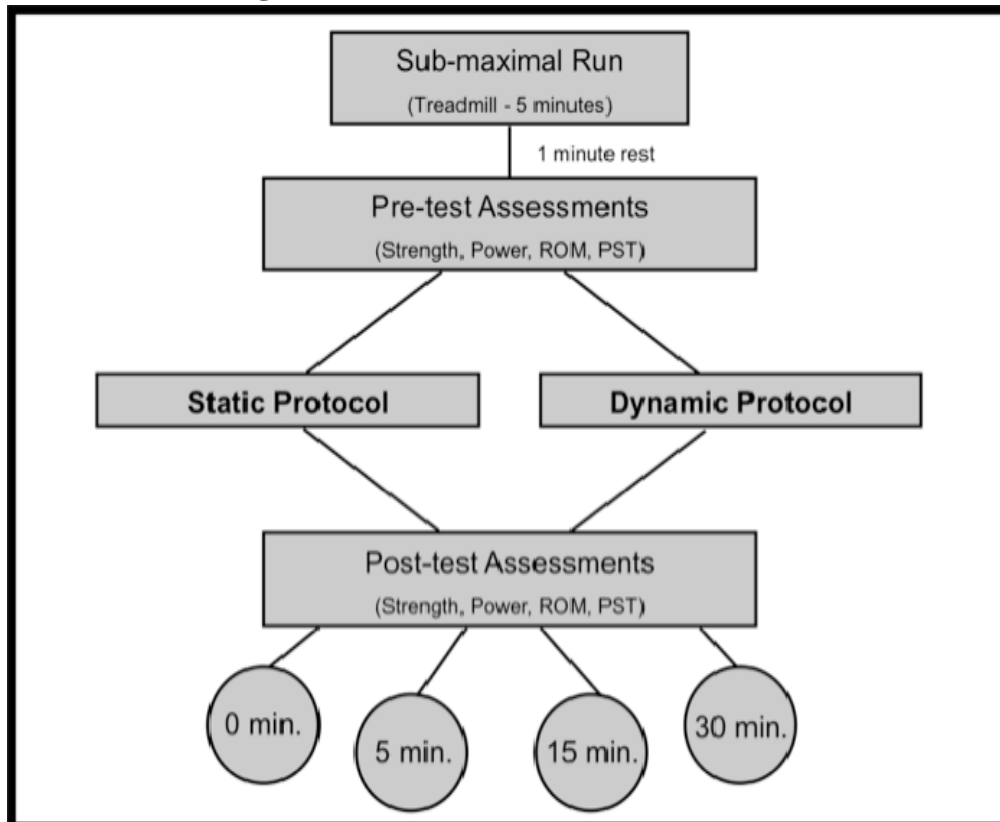 Sub-maximal Run
(Treadmill - 5 minutes)
1 minute rest
Pre-test Assessments
(Strength, Power, ROM, PST)
Static Protocol
Dynamic Protocol
Post-test Assessments
(Strength, Power, ROM, PST)
0 min.
5 min.
15 min.
30 min.